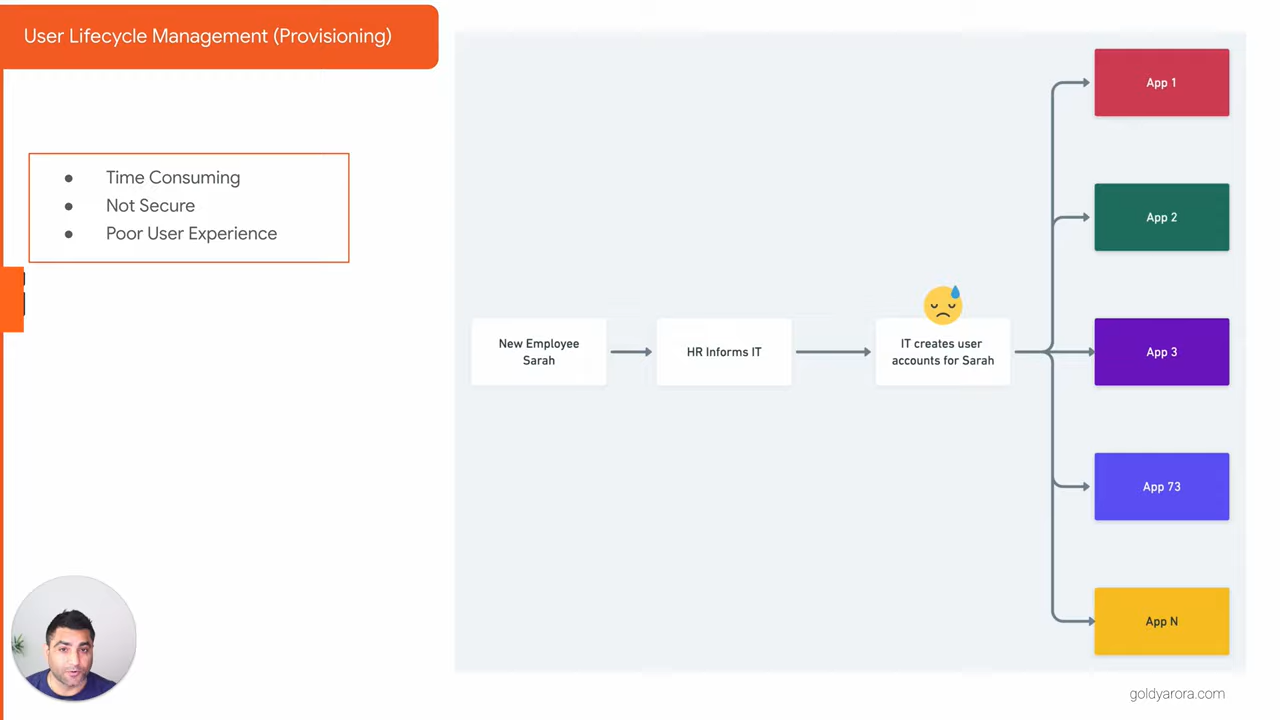 User Lifecycle Management (Provisioning)
● Time Consuming
● Not Secure
● Poor User Experience
New Employee
Sarah
HR Informs IT
IT creates user
accounts for Sarah
App 1
App 2
App 3
App 73
App N
goldyarora.com